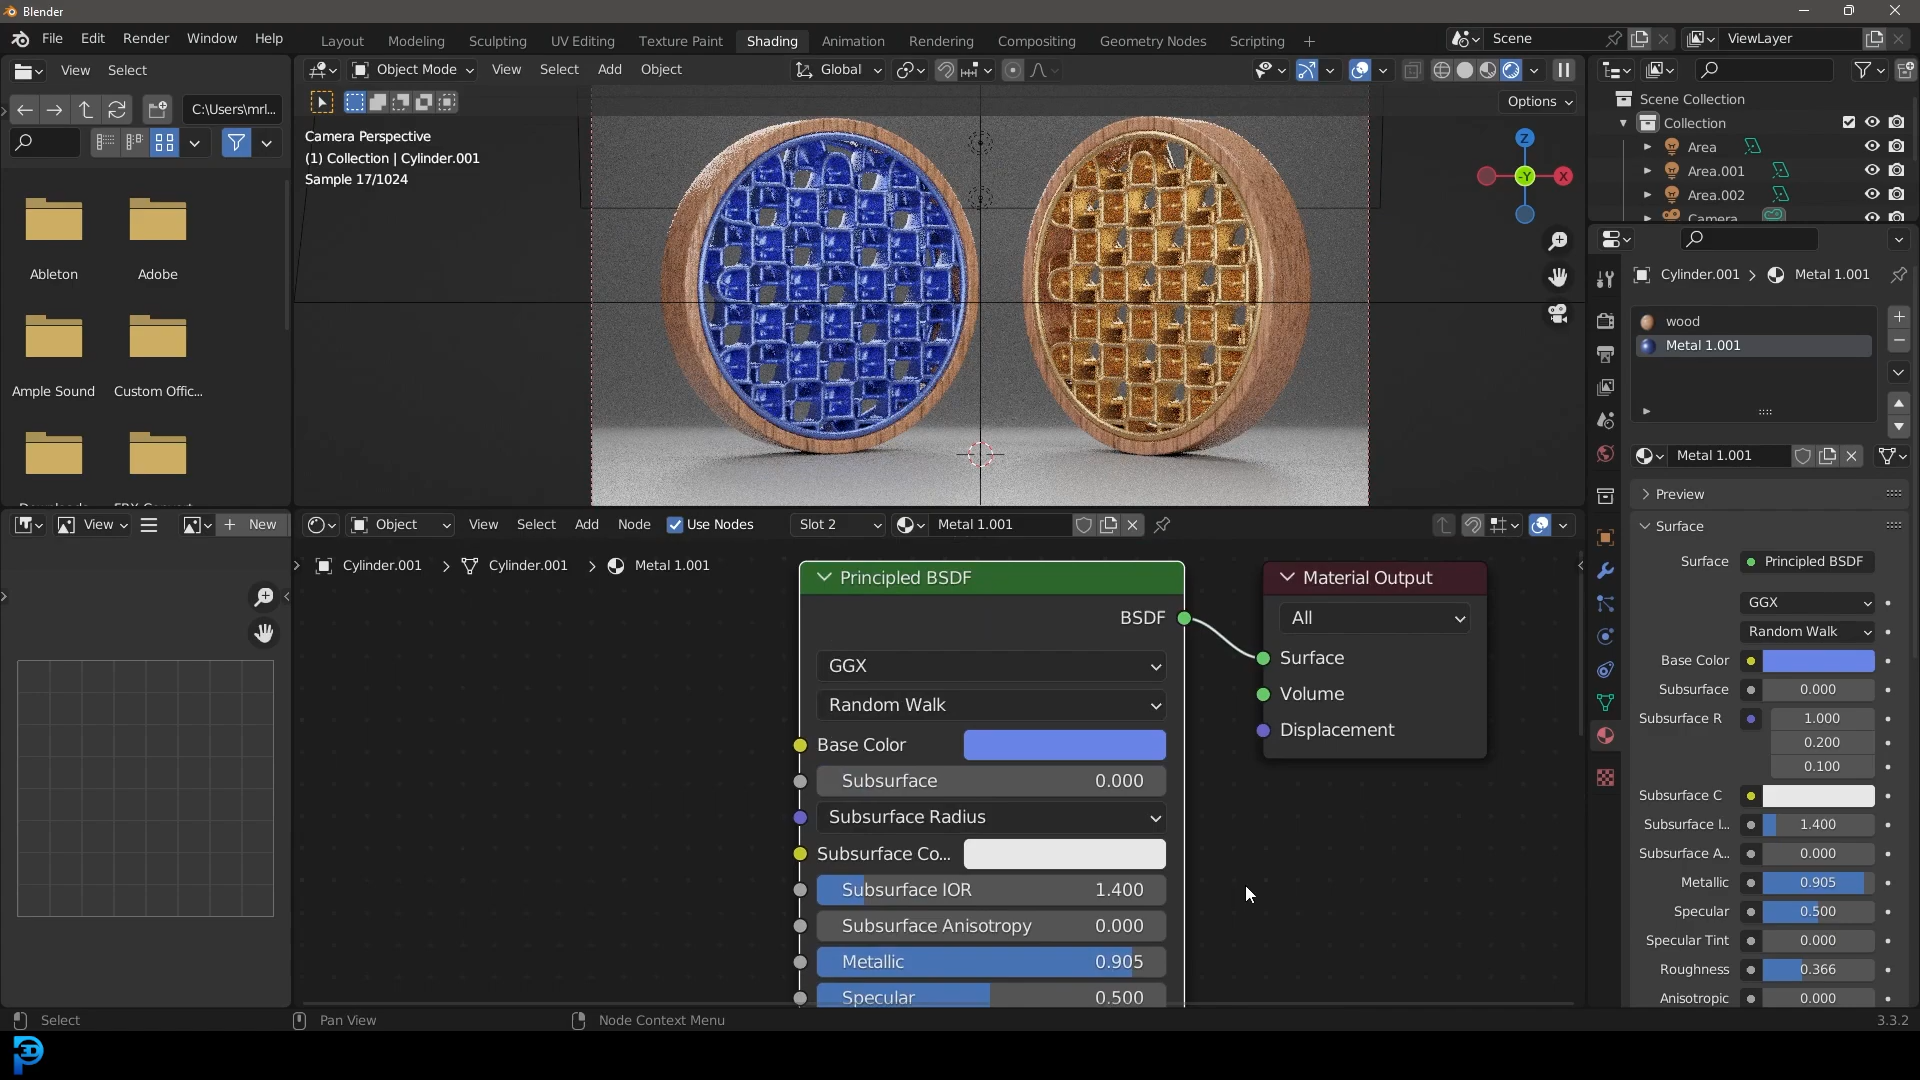 Blender
File Edit Render Window Help
Layout Modeling Sculpting UV Editing Texture Paint Shading Animation Rendering Compositing Geometry Nodes Scripting +
Scene
ViewLayer
View Select
Object Mode View Select Add Object
Global
C:\Users\mrl...
Options
Camera Perspective
(1) Collection | Cylinder.001
Sample 17/1024
Z
-Y
X
Scene Collection
Collection
Area
Area.001
Area.002
Camera
Ableton
Adobe
Ample Sound
Custom Offic...
Cylinder.001 > Metal 1.001
wood
Metal 1.001
Metal 1.001
View
+ New
Object View Select Add Node Use Nodes Slot 2 Metal 1.001
Cylinder.001 > Cylinder.001 > Metal 1.001
Principled BSDF
BSDF
GGX
Random Walk
Base Color
Subsurface 0.000
Subsurface Radius
Subsurface Co...
Subsurface IOR 1.400
Subsurface Anisotropy 0.000
Metallic 0.905
Specular 0.500
Material Output
All
Surface
Volume
Displacement
Preview
Surface
Surface Principled BSDF
GGX
Random Walk
Base Color
Subsurface 0.000
Subsurface R 1.000
0.200
0.100
Subsurface C
Subsurface I... 1.400
Subsurface A... 0.000
Metallic 0.905
Specular 0.500
Specular Tint 0.000
Roughness 0.366
Anisotropic 0.000
Select
Pan View
Node Context Menu
3.3.2